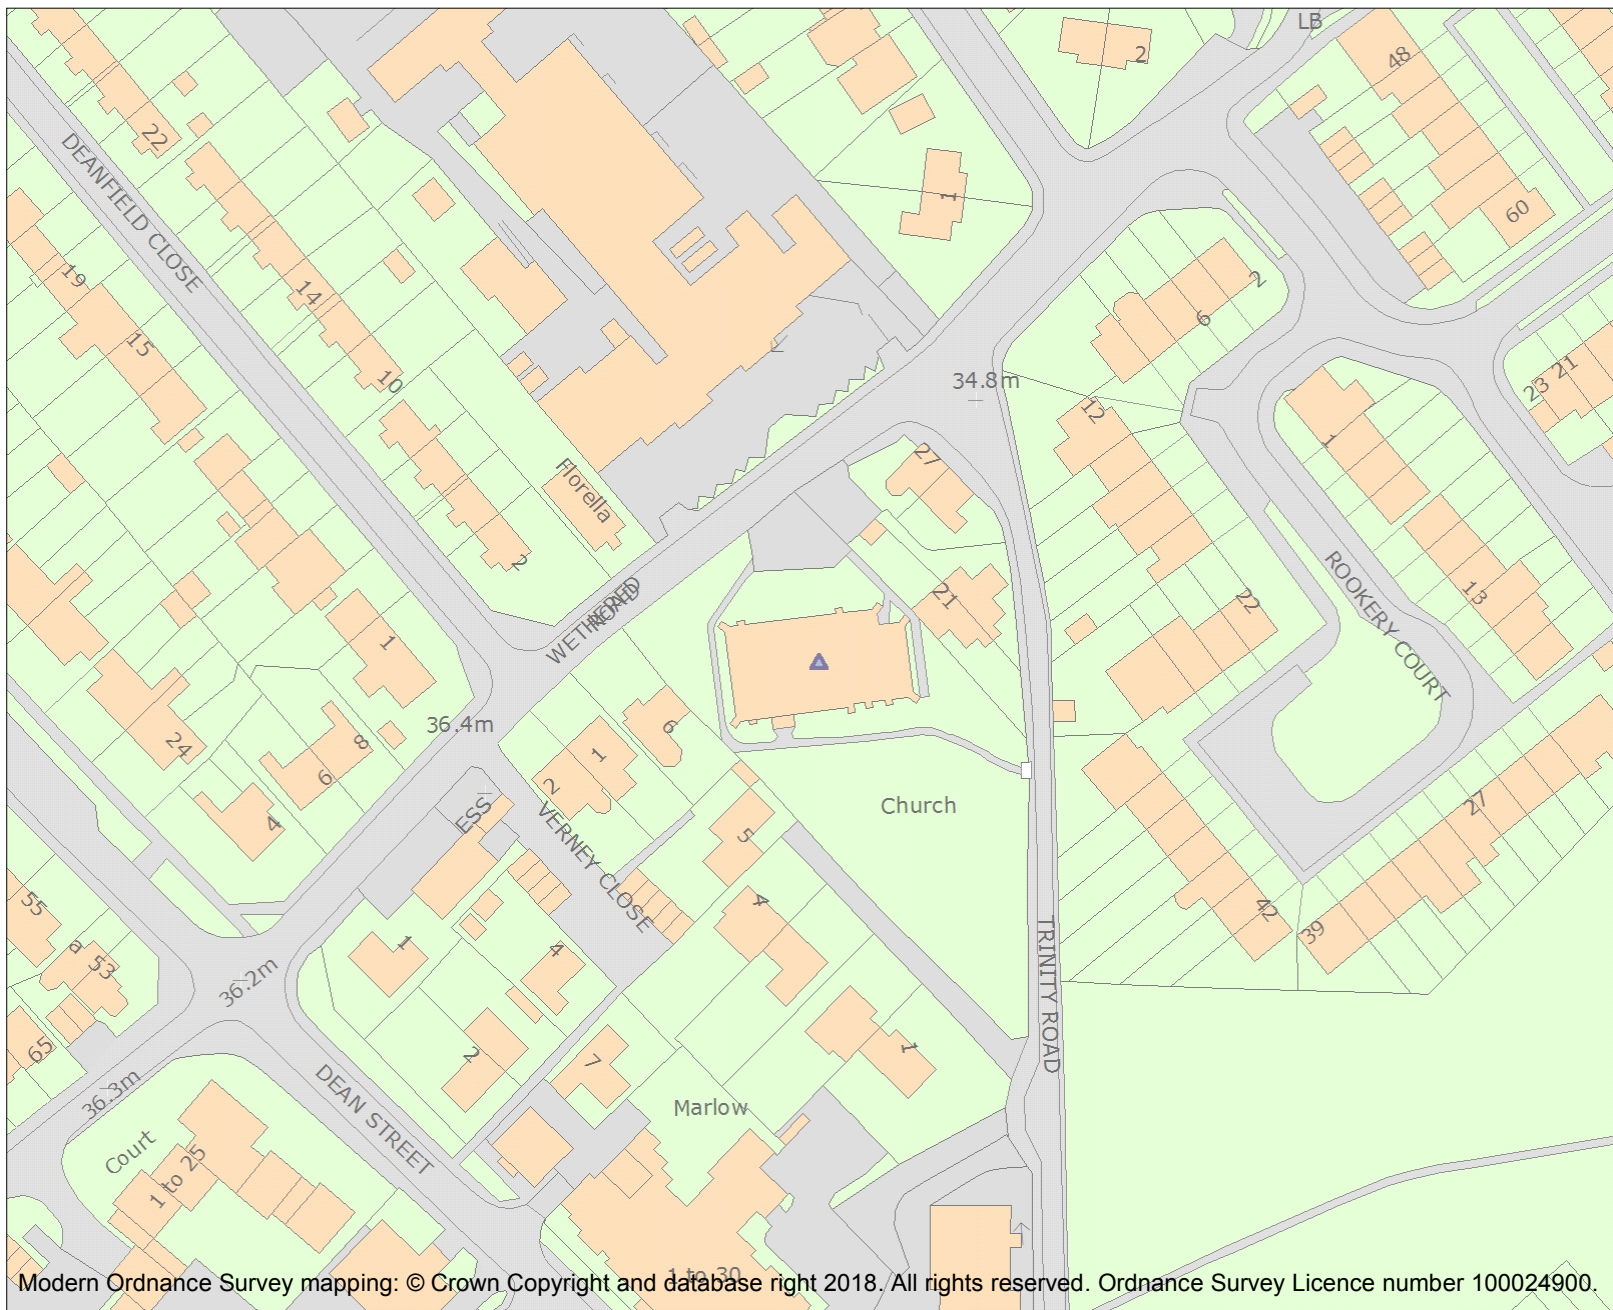 LB
2
48
22
DEANFIELD CLOSE
1
60
19
14
2
6
15
10
34.8m
23 21
12
1
27
Florella
2
ROOKERY COURT
WETHERED
ROAD
21
22
13
1
36.4m
6
24
8
1
6
2
27
ESS
VERNEY CLOSE
Church
4
5
55
4
42
39
a
53
1
4
TRINITY ROAD
36.2m
65
2
7
1
36.3m
DEAN STREET
Marlow
Court
1 to 25
1 to 30
Modern Ordnance Survey mapping: © Crown Copyright and database right 2018. All rights reserved. Ordnance Survey Licence number 100024900.